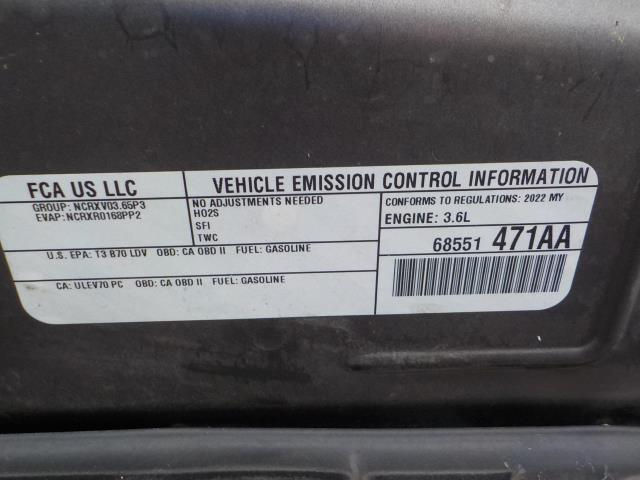 FCA US LLC
GROUP: NCRXV03.65P3
EVAP: NCRXR0168PP2
VEHICLE EMISSION CONTROL INFORMATION
NO ADJUSTMENTS NEEDED
HO2S
SFI
TWC
CONFORMS TO REGULATIONS: 2022 MY
ENGINE: 3.6L
68551 471AA
U.S. EPA: T3 B70 LDV OBD: CA OBD II FUEL: GASOLINE
CA: ULEV70 PC OBD: CA OBD II FUEL: GASOLINE